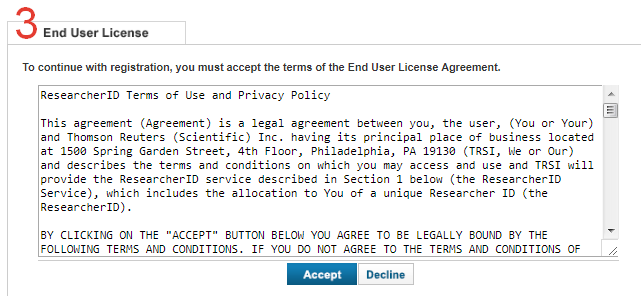 3
End User License
To continue with registration, you must accept the terms of the End User License Agreement.
ResearcherID Terms of Use and Privacy Policy
This agreement (Agreement) is a legal agreement between you, the user, (You or Your)
and Thomson Reuters (Scientific) Inc. having its principal place of business located
at 1500 Spring Garden Street, 4th Floor, Philadelphia, PA 19130 (TRSI, We or Our)
and describes the terms and conditions on which you may access and use and TRSI will
provide the ResearcherID service described in Section 1 below (the ResearcherID
Service), which includes the allocation to You of a unique Researcher ID (the
ResearcherID).
BY CLICKING ON THE "ACCEPT" BUTTON BELOW YOU AGREE TO BE LEGALLY BOUND BY THE
FOLLOWING TERMS AND CONDITIONS. IF YOU DO NOT AGREE TO THE TERMS AND CONDITIONS OF
Accept Decline